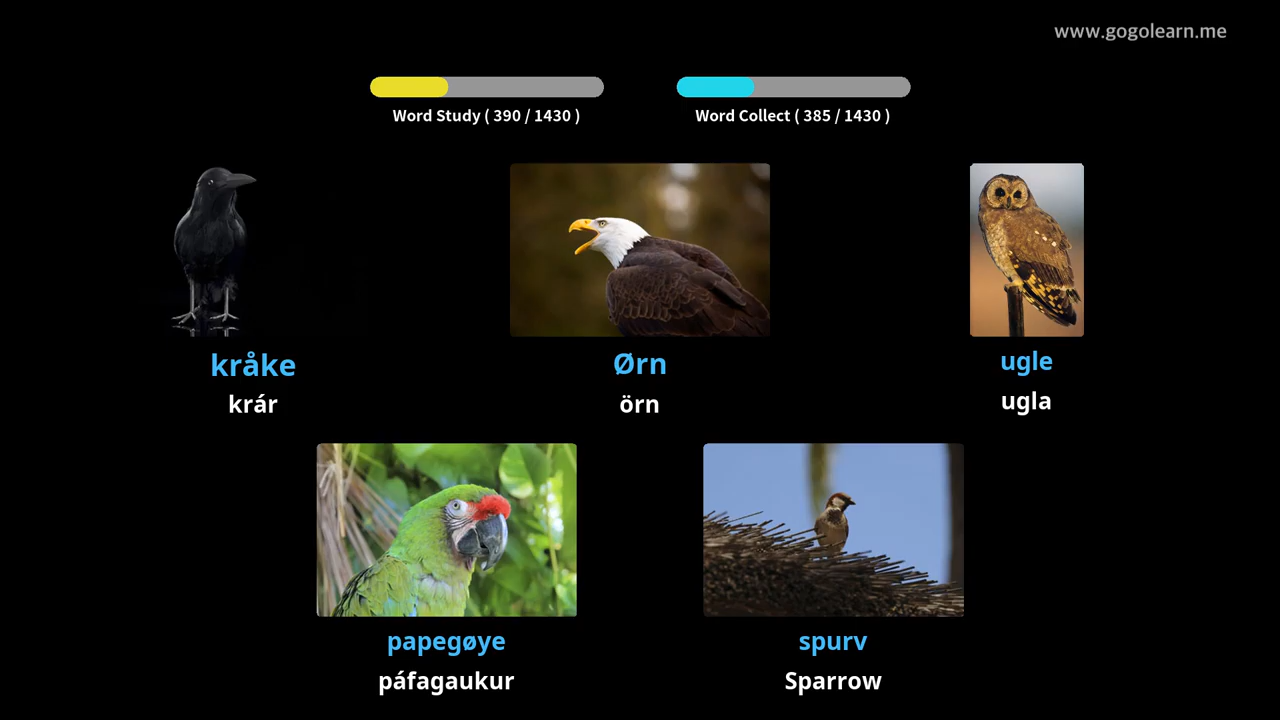 www.gogolearn.me
Word Study ( 390 / 1430 )
Word Collect ( 385 / 1430 )
kråke
krár
Ørn
örn
ugle
ugla
papegøye
páfagaukur
spurv
Sparrow